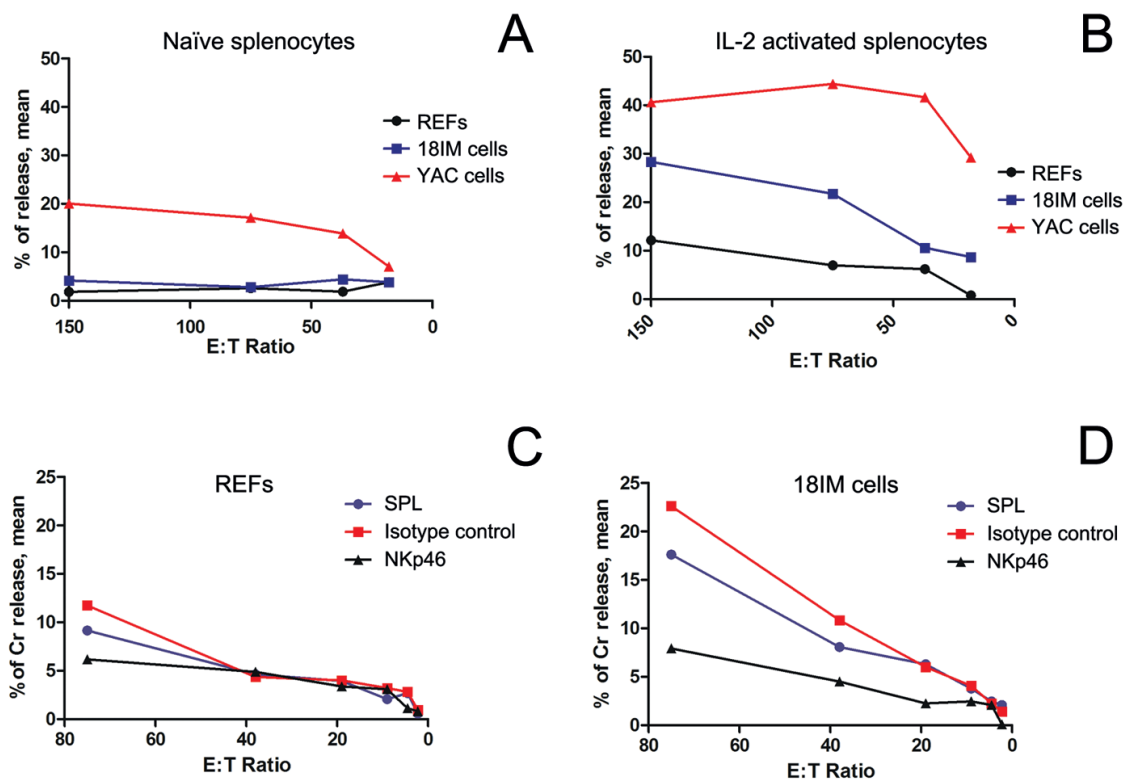 A
Naïve splenocytes
50
40
30
20
10
0
% of release, mean
150
100
50
0
E:T Ratio
REFs
18IM cells
YAC cells
B
IL-2 activated splenocytes
50
40
30
20
10
0
% of release, mean
150
100
50
0
E:T Ratio
REFs
18IM cells
YAC cells
C
REFs
25
20
15
10
5
0
% of Cr release, mean
80
60
40
20
0
E:T Ratio
SPL
Isotype control
NKp46
D
18IM cells
25
20
15
10
5
0
% of Cr release, mean
80
60
40
20
0
E:T Ratio
SPL
Isotype control
NKp46